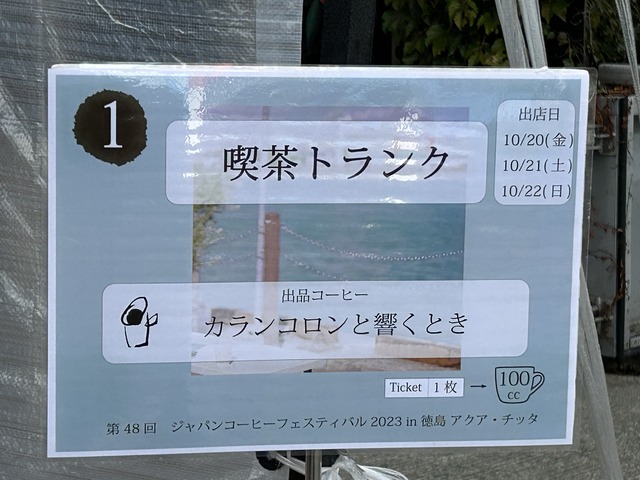 1
喫茶トランク
出店日
10/20(金)
10/21(土)
10/22(日)
出品コーヒー
カランコロンと響くとき
Ticket 1枚 → 100cc
第48回 ジャパンコーヒーフェスティバル 2023 in 徳島 アクア・チッタ